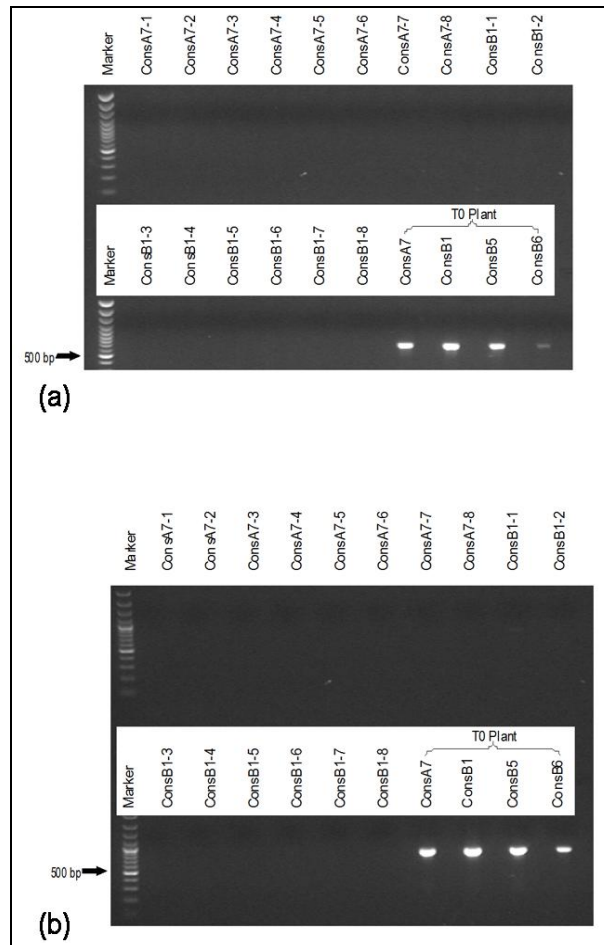 Marker ConsA7-1 ConsA7-2 ConsA7-3 ConsA7-4 ConsA7-5 ConsA7-6 ConsA7-7 ConsA7-8 ConsB1-1 ConsB1-2
T0 Plant
Marker ConsB1-3 ConsB1-4 ConsB1-5 ConsB1-6 ConsB1-7 ConsB1-8 ConsA7 ConsB1 ConsB5 ConsB6
500 bp
(a)
Marker ConsA7-1 ConsA7-2 ConsA7-3 ConsA7-4 ConsA7-5 ConsA7-6 ConsA7-7 ConsA7-8 ConsB1-1 ConsB1-2
T0 Plant
Marker ConsB1-3 ConsB1-4 ConsB1-5 ConsB1-6 ConsB1-7 ConsB1-8 ConsA7 ConsB1 ConsB5 ConsB6
500 bp
(b)